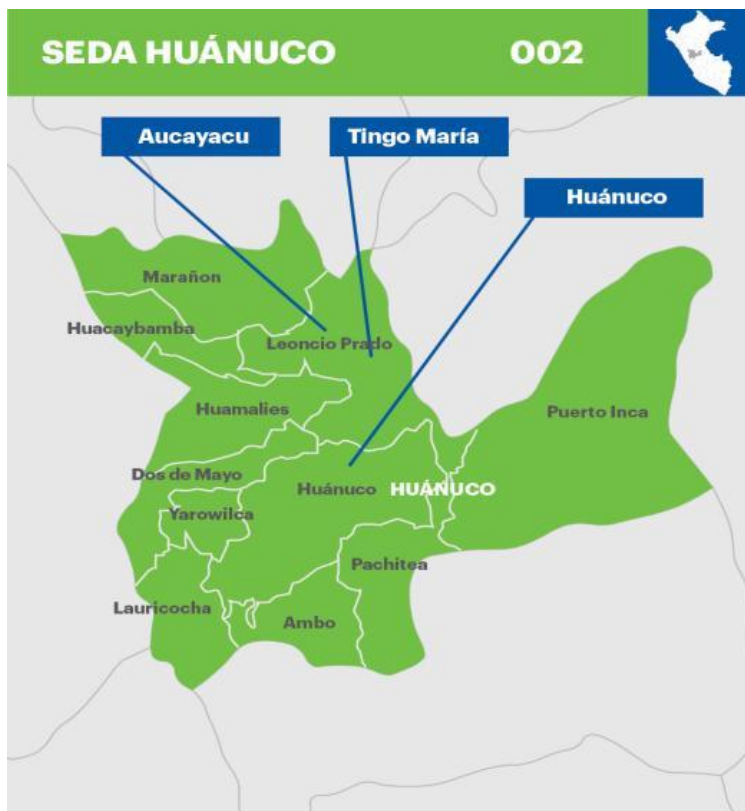 SEDA HUÁNUCO 002
Aucayacu Tingo María
Huánuco
Marañon
Huacaybamba
Leoncio Prado
Huamalies
Puerto Inca
Dos de Mayo
Huánuco HUÁNUCO
Yarowilca
Pachitea
Lauricocha
Ambo